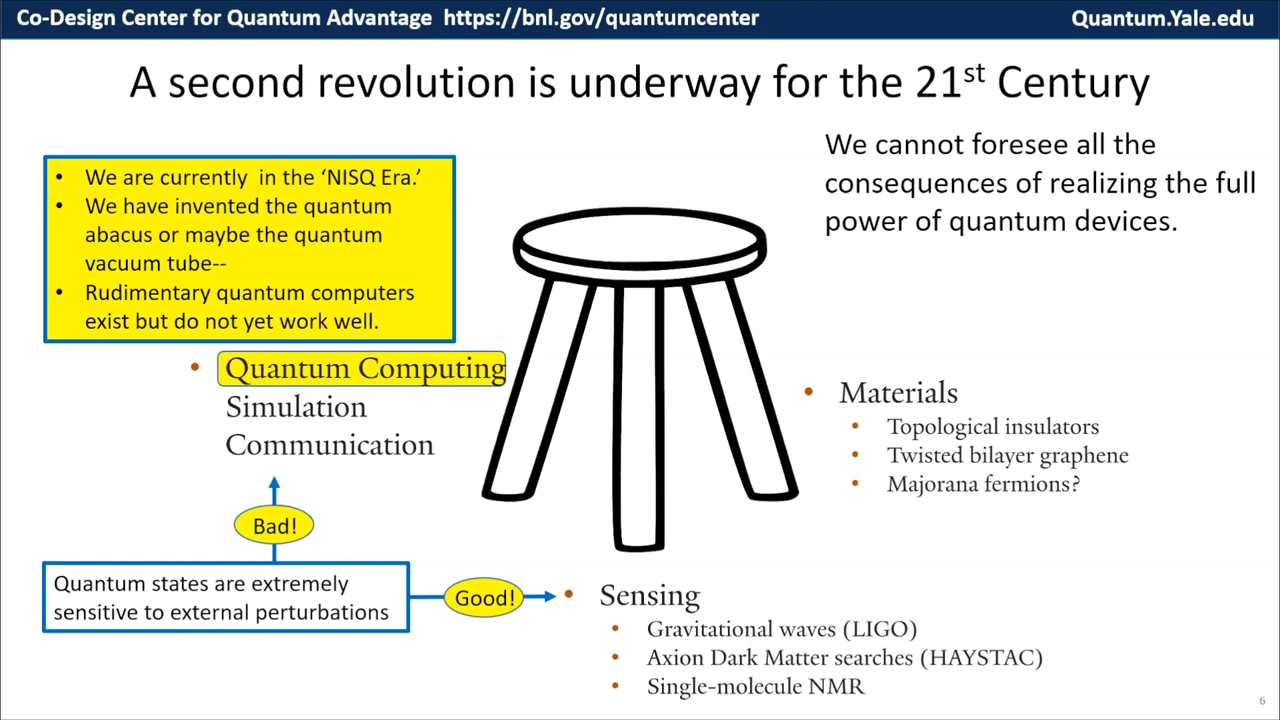 Co-Design Center for Quantum Advantage https://bnl.gov/quantumcenter
Quantum.Yale.edu
A second revolution is underway for the 21st Century
We cannot foresee all the
consequences of realizing the full
power of quantum devices.
• We are currently in the ‘NISQ Era.’
• We have invented the quantum
abacus or maybe the quantum
vacuum tube--
• Rudimentary quantum computers
exist but do not yet work well.
• Quantum Computing
Simulation
Communication
• Materials
• Topological insulators
• Twisted bilayer graphene
• Majorana fermions?
Bad!
Quantum states are extremely
sensitive to external perturbations
Good!
• Sensing
• Gravitational waves (LIGO)
• Axion Dark Matter searches (HAYSTAC)
• Single-molecule NMR
6